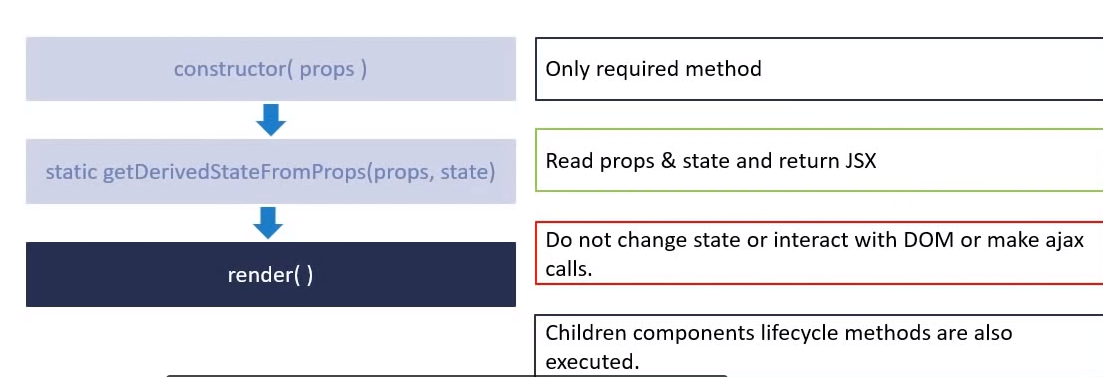 constructor( props )
Only required method
static getDerivedStateFromProps(props, state)
Read props & state and return JSX
render( )
Do not change state or interact with DOM or make ajax
calls.
Children components lifecycle methods are also
executed.